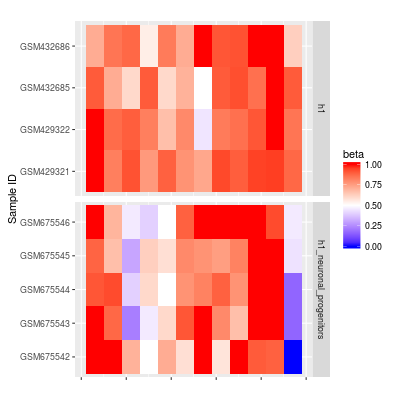 Sample ID
GSM432686
GSM432685
GSM429322
GSM429321
h1
GSM675546
GSM675545
GSM675544
GSM675543
GSM675542
h1_neuronal_progenitors
beta
1.00
0.75
0.50
0.25
0.00